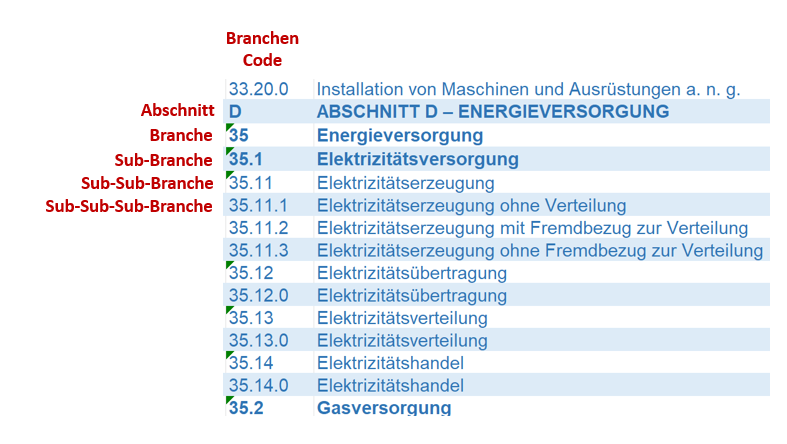 Branchen
Code
33.20.0 Installation von Maschinen und Ausrüstungen a. n. g.
Abschnitt D ABSCHNITT D – ENERGIEVERSORGUNG
Branche 35 Energieversorgung
Sub-Branche 35.1 Elektrizitätsversorgung
Sub-Sub-Branche 35.11 Elektrizitätserzeugung
Sub-Sub-Sub-Branche 35.11.1 Elektrizitätserzeugung ohne Verteilung
35.11.2 Elektrizitätserzeugung mit Fremdbezug zur Verteilung
35.11.3 Elektrizitätserzeugung ohne Fremdbezug zur Verteilung
35.12 Elektrizitätsübertragung
35.12.0 Elektrizitätsübertragung
35.13 Elektrizitätsverteilung
35.13.0 Elektrizitätsverteilung
35.14 Elektrizitätshandel
35.14.0 Elektrizitätshandel
35.2 Gasversorgung